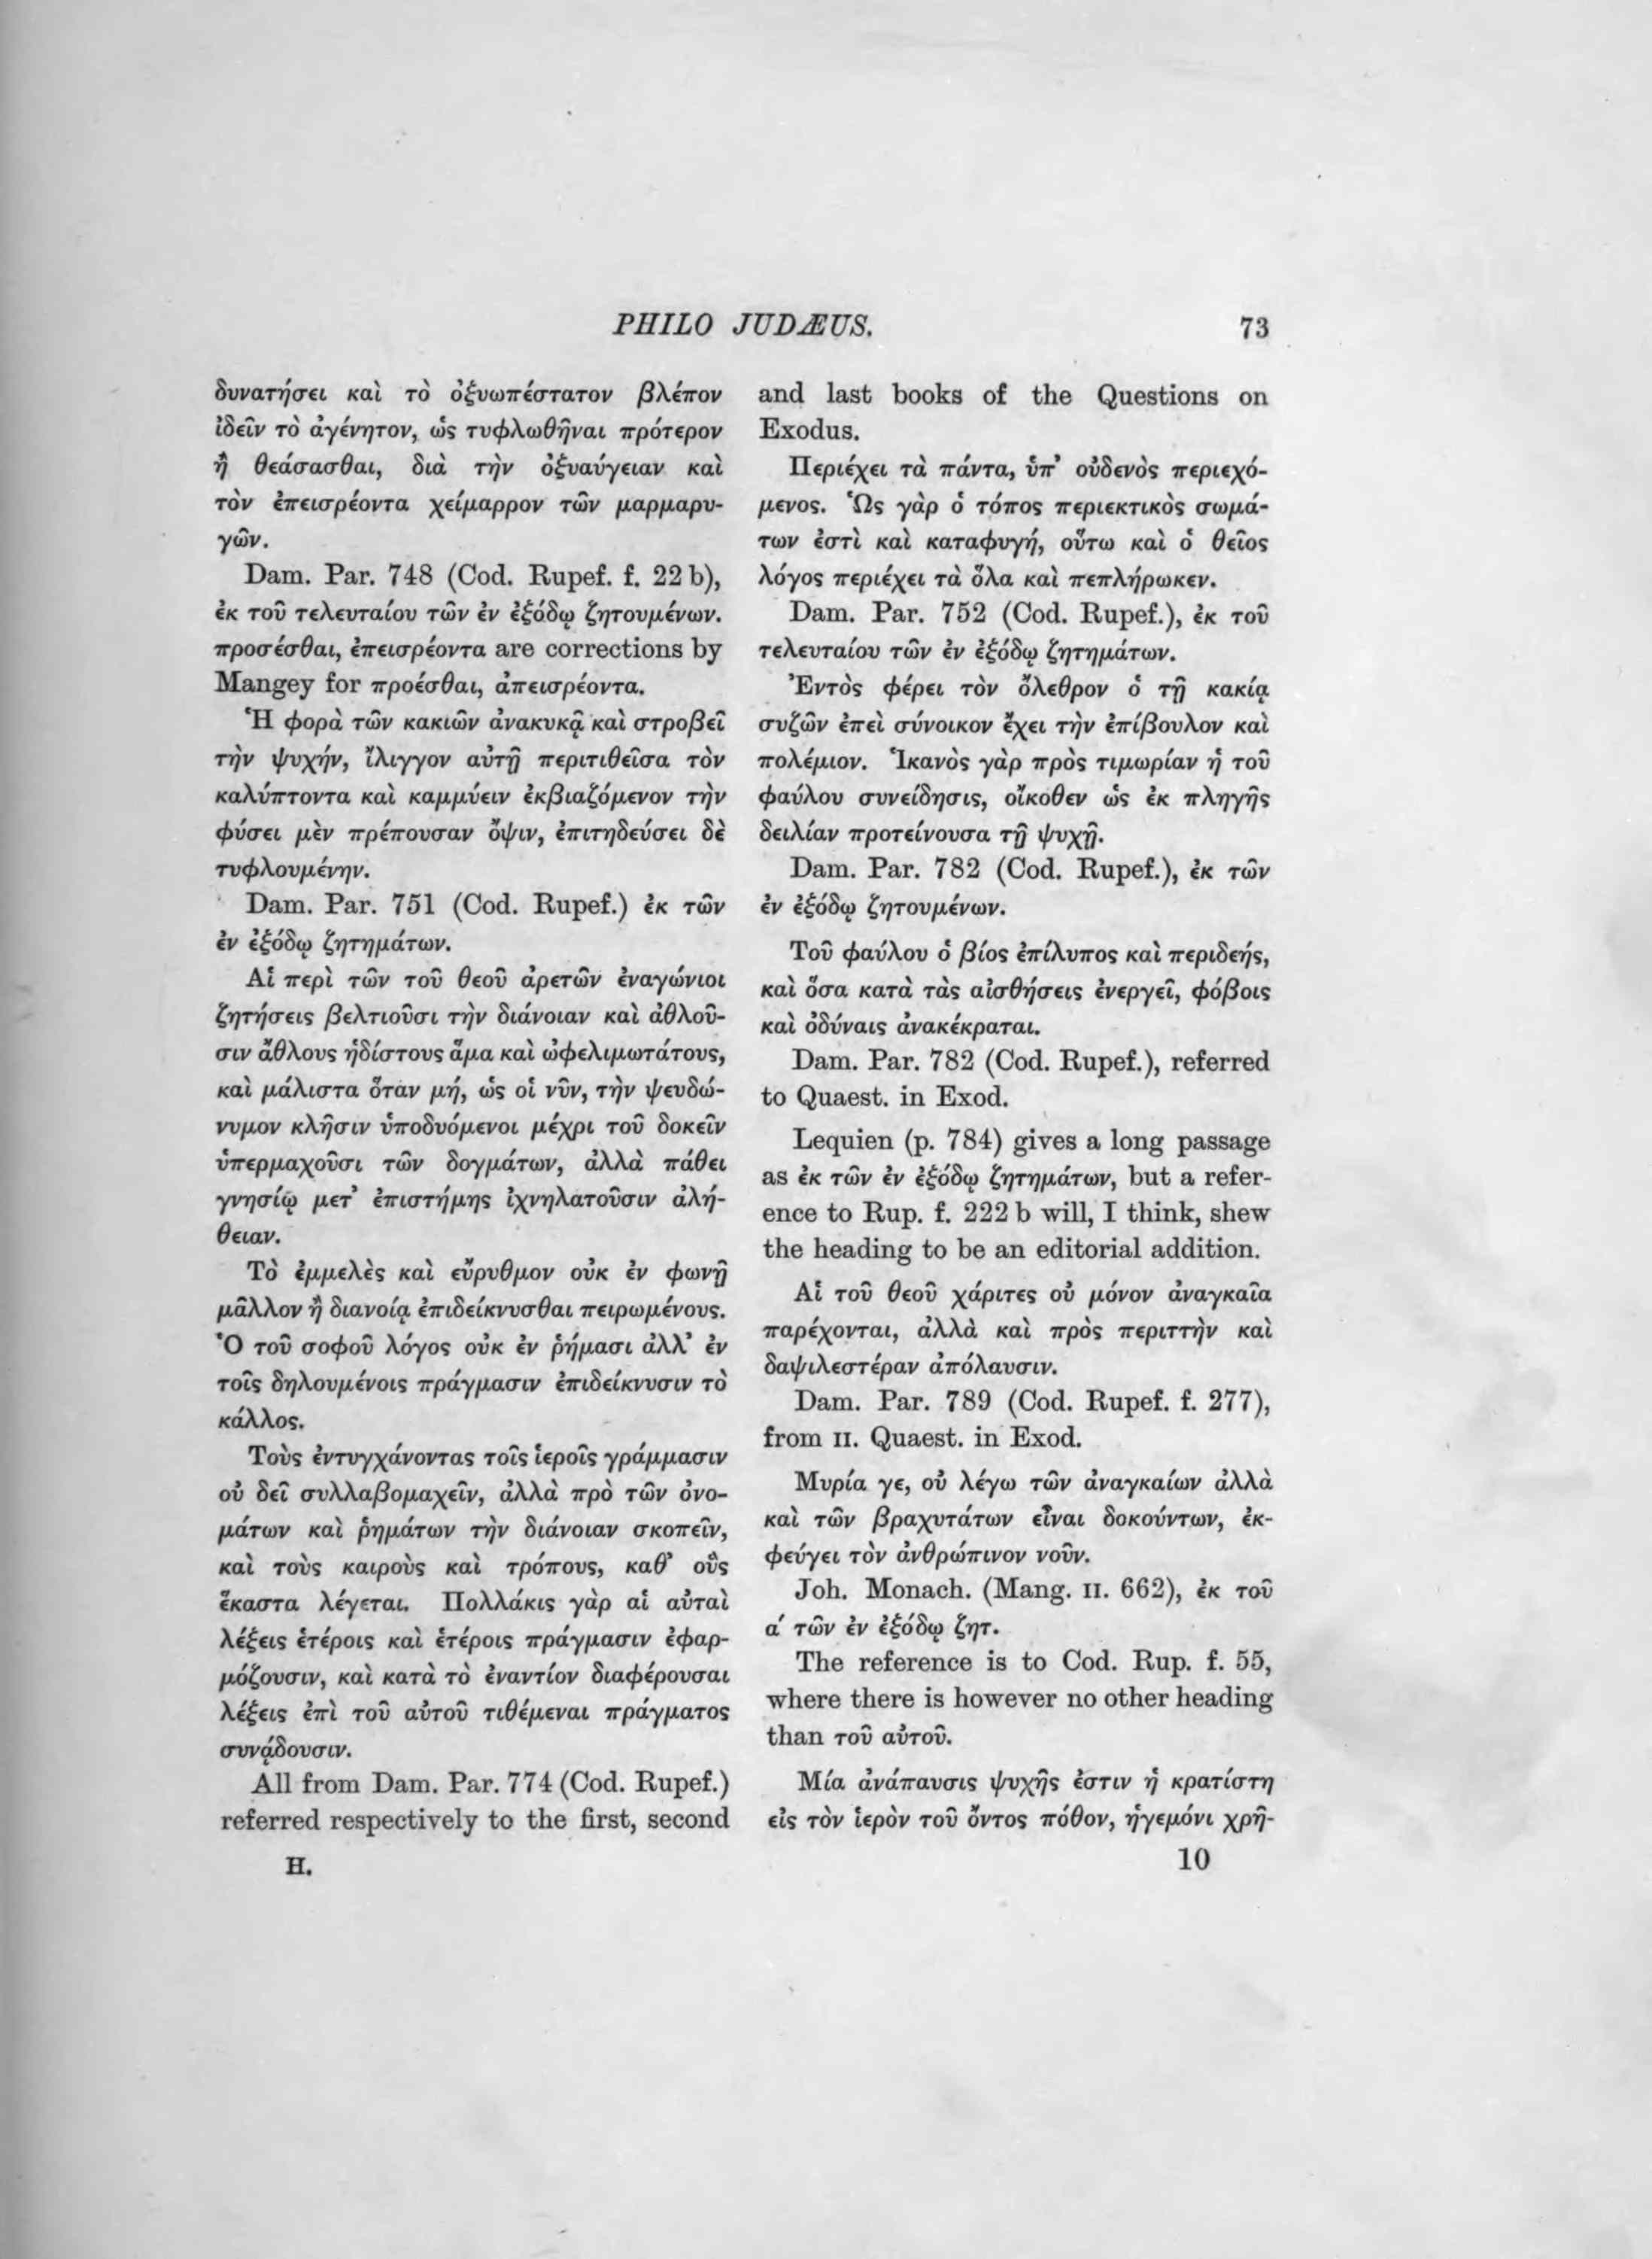 PHILO JUDÆUS. 73
δυνατήσει καὶ τὸ ὀξυωπέστατον βλέπον
ἰδεῖν τὸ ἀγένητον, ὡς τυφλωθῆναι πρότερον
ἢ θεάσασθαι, διὰ τὴν ὀξυαύγειαν καὶ
τὸν ἐπεισρέοντα χείμαρρον τῶν μαρμαρυ-
γῶν.
Dam. Par. 748 (Cod. Rupef. f. 22 b),
ἐκ τοῦ τελευταίου τῶν ἐν ἐξόδῳ ζητουμένων.
προσέσθαι, ἐπεισρέοντα are corrections by
Mangey for προέσθαι, ἀπεισρέοντα.
Ἡ φορὰ τῶν κακιῶν ἀνακυκᾷ καὶ στροβεῖ
τὴν ψυχήν, ἴλιγγον αὐτῇ περιτιθεῖσα τὸν
καλύπτοντα καὶ καμμύειν ἐκβιαζόμενον τὴν
φύσει μὲν πρέπουσαν ὄψιν, ἐπιτηδεύσει δὲ
τυφλουμένην.
Dam. Par. 751 (Cod. Rupef.) ἐκ τῶν
ἐν ἐξόδῳ ζητημάτων.
Αἱ περὶ τῶν τοῦ θεοῦ ἀρετῶν ἐναγώνιοι
ζητήσεις βελτιοῦσι τὴν διάνοιαν καὶ ἀθλοῦ-
σιν ἄθλους ἡδίστους ἅμα καὶ ὠφελιμωτάτους,
καὶ μάλιστα ὅταν μή, ὡς οἱ νῦν, τὴν ψευδώ-
νυμον κλῆσιν ὑποδυόμενοι μέχρι τοῦ δοκεῖν
ὑπερμαχοῦσι τῶν δογμάτων, ἀλλὰ πάθει
γνησίῳ μετ’ ἐπιστήμης ἰχνηλατοῦσιν ἀλή-
θειαν.
Τὸ ἐμμελὲς καὶ εὔρυθμον οὐκ ἐν φωνῇ
μᾶλλον ἢ διανοίᾳ ἐπιδείκνυσθαι πειρωμένους.
Ὁ τοῦ σοφοῦ λόγος οὐκ ἐν ῥήμασι ἀλλ’ ἐν
τοῖς δηλουμένοις πράγμασιν ἐπιδείκνυσιν τὸ
κάλλος.
Τοὺς ἐντυγχάνοντας τοῖς ἱεροῖς γράμμασιν
οὐ δεῖ συλλαβομαχεῖν, ἀλλὰ πρὸ τῶν ὀνο-
μάτων καὶ ῥημάτων τὴν διάνοιαν σκοπεῖν,
καὶ τοὺς καιροὺς καὶ τρόπους, καθ’ οὓς
ἕκαστα λέγεται. Πολλάκις γὰρ αἱ αὐταὶ
λέξεις ἑτέροις καὶ ἑτέροις πράγμασιν ἐφαρ-
μόζουσιν, καὶ κατὰ τὸ ἐναντίον διαφέρουσαι
λέξεις ἐπὶ τοῦ αὐτοῦ τιθέμεναι πράγματος
συνᾴδουσιν.
All from Dam. Par. 774 (Cod. Rupef.)
referred respectively to the first, second
and last books of the Questions on
Exodus.
Περιέχει τὰ πάντα, ὑπ’ οὐδενὸς περιεχό-
μενος. Ὡς γὰρ ὁ τόπος περιεκτικὸς σωμά-
των ἐστὶ καὶ καταφυγή, οὕτω καὶ ὁ θεῖος
λόγος περιέχει τὰ ὅλα καὶ πεπλήρωκεν.
Dam. Par. 752 (Cod. Rupef.), ἐκ τοῦ
τελευταίου τῶν ἐν ἐξόδῳ ζητημάτων.
Ἐντὸς φέρει τὸν ὄλεθρον ὁ τῇ κακίᾳ
συζῶν ἐπεὶ σύνοικον ἔχει τὴν ἐπίβουλον καὶ
πολέμιον. Ἱκανὸς γὰρ πρὸς τιμωρίαν ἡ τοῦ
φαύλου συνείδησις, οἴκοθεν ὡς ἐκ πληγῆς
δειλίαν προτείνουσα τῇ ψυχῇ.
Dam. Par. 782 (Cod. Rupef.), ἐκ τῶν
ἐν ἐξόδῳ ζητουμένων.
Τοῦ φαύλου ὁ βίος ἐπίλυπος καὶ περιδεής,
καὶ ὅσα κατὰ τὰς αἰσθήσεις ἐνεργεῖ, φόβοις
καὶ ὀδύναις ἀνακέκραται.
Dam. Par. 782 (Cod. Rupef.), referred
to Quaest. in Exod.
Lequien (p. 784) gives a long passage
as ἐκ τῶν ἐν ἐξόδῳ ζητημάτων, but a refer-
ence to Rup. f. 222 b will, I think, shew
the heading to be an editorial addition.
Αἱ τοῦ θεοῦ χάριτες οὐ μόνον ἀναγκαῖα
παρέχονται, ἀλλὰ καὶ πρὸς περιττὴν καὶ
δαψιλεστέραν ἀπόλαυσιν.
Dam. Par. 789 (Cod. Rupef. f. 277),
from II. Quaest. in Exod.
Μυρία γε, οὐ λέγω τῶν ἀναγκαίων ἀλλὰ
καὶ τῶν βραχυτάτων εἶναι δοκούντων, ἐκ-
φεύγει τὸν ἀνθρώπινον νοῦν.
Joh. Monach. (Mang. II. 662), ἐκ τοῦ
α´ τῶν ἐν ἐξόδῳ ζητ.
The reference is to Cod. Rup. f. 55,
where there is however no other heading
than τοῦ αὐτοῦ.
Μία ἀνάπαυσις ψυχῆς ἐστιν ἡ κρατίστη
εἰς τὸν ἱερὸν τοῦ ὄντος πόθον, ἡγεμόνι χρῆ-
H. 10